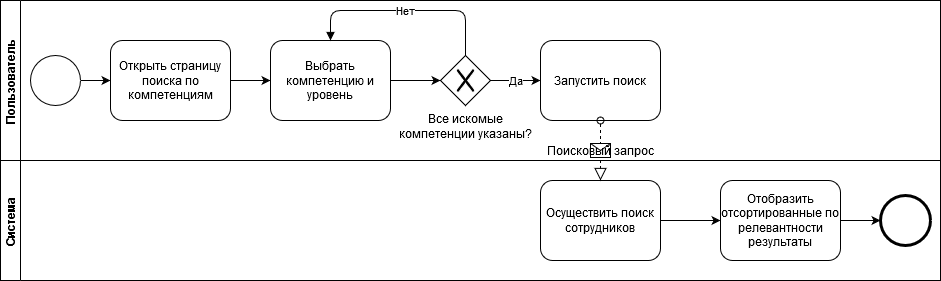 Пользователь
Открыть страницу
поиска по
компетенциям
Выбрать
компетенцию и
уровень
Нет
Все искомые
компетенции указаны?
Да
Запустить поиск
Поисковый запрос
Система
Осуществить поиск
сотрудников
Отобразить
отсортированные по
релевантности
результаты